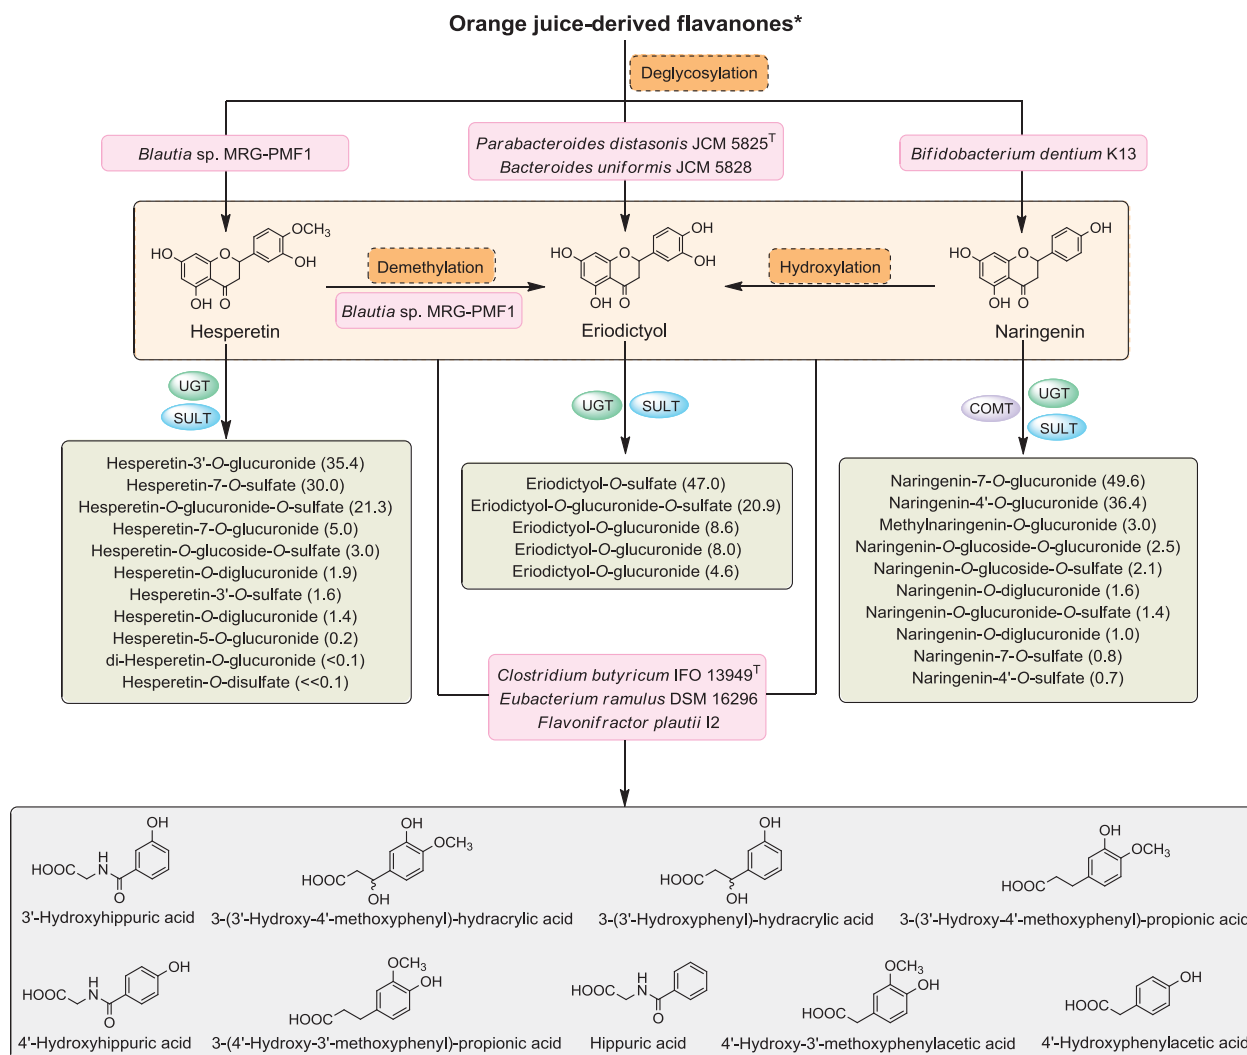 Orange juice-derived flavanones*
Deglycosylation
Blautia sp. MRG-PMF1
Parabacteroides distasonis JCM 5825T
Bacteroides uniformis JCM 5828
Bifidobacterium dentium K13
OCH3
OH
HO
O
OH
O
Hesperetin
Demethylation
Blautia sp. MRG-PMF1
OH
OH
HO
O
OH
O
Eriodictyol
Hydroxylation
OH
HO
O
OH
O
Naringenin
UGT
SULT
UGT
SULT
COMT
UGT
SULT
Hesperetin-3'-O-glucuronide (35.4)
Hesperetin-7-O-sulfate (30.0)
Hesperetin-O-glucuronide-O-sulfate (21.3)
Hesperetin-7-O-glucuronide (5.0)
Hesperetin-O-glucoside-O-sulfate (3.0)
Hesperetin-O-diglucuronide (1.9)
Hesperetin-3'-O-sulfate (1.6)
Hesperetin-O-diglucuronide (1.4)
Hesperetin-5-O-glucuronide (0.2)
di-Hesperetin-O-glucuronide (<0.1)
Hesperetin-O-disulfate (<<0.1)
Eriodictyol-O-sulfate (47.0)
Eriodictyol-O-glucuronide-O-sulfate (20.9)
Eriodictyol-O-glucuronide (8.6)
Eriodictyol-O-glucuronide (8.0)
Eriodictyol-O-glucuronide (4.6)
Naringenin-7-O-glucuronide (49.6)
Naringenin-4'-O-glucuronide (36.4)
Methylnaringenin-O-glucuronide (3.0)
Naringenin-O-glucoside-O-glucuronide (2.5)
Naringenin-O-glucoside-O-sulfate (2.1)
Naringenin-O-diglucuronide (1.6)
Naringenin-O-glucuronide-O-sulfate (1.4)
Naringenin-O-diglucuronide (1.0)
Naringenin-7-O-sulfate (0.8)
Naringenin-4'-O-sulfate (0.7)
Clostridium butyricum IFO 13949T
Eubacterium ramulus DSM 16296
Flavonifractor plautii I2
OH
HOOC
H
N
O
3'-Hydroxyhippuric acid
OH
OCH3
HOOC
OH
3-(3'-Hydroxy-4'-methoxyphenyl)-hydracrylic acid
OH
HOOC
OH
3-(3'-Hydroxyphenyl)-hydracrylic acid
OH
OCH3
HOOC
3-(3'-Hydroxy-4'-methoxyphenyl)-propionic acid
OH
HOOC
H
N
O
4'-Hydroxyhippuric acid
OCH3
OH
HOOC
3-(4'-Hydroxy-3'-methoxyphenyl)-propionic acid
HOOC
H
N
O
Hippuric acid
OCH3
OH
HOOC
4'-Hydroxy-3'-methoxyphenylacetic acid
OH
HOOC
4'-Hydroxyphenylacetic acid